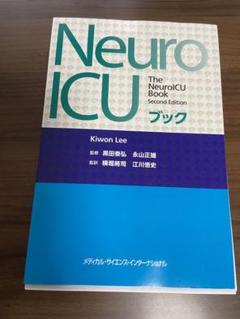 Neuro
ICU
The
NeuroICU
Book
Second Edition
ブック
Kiwon Lee
監修 黒田泰弘 永山正雄
監訳 横堀將司 江川悟史
メディカル・サイエンス・インターナショナル